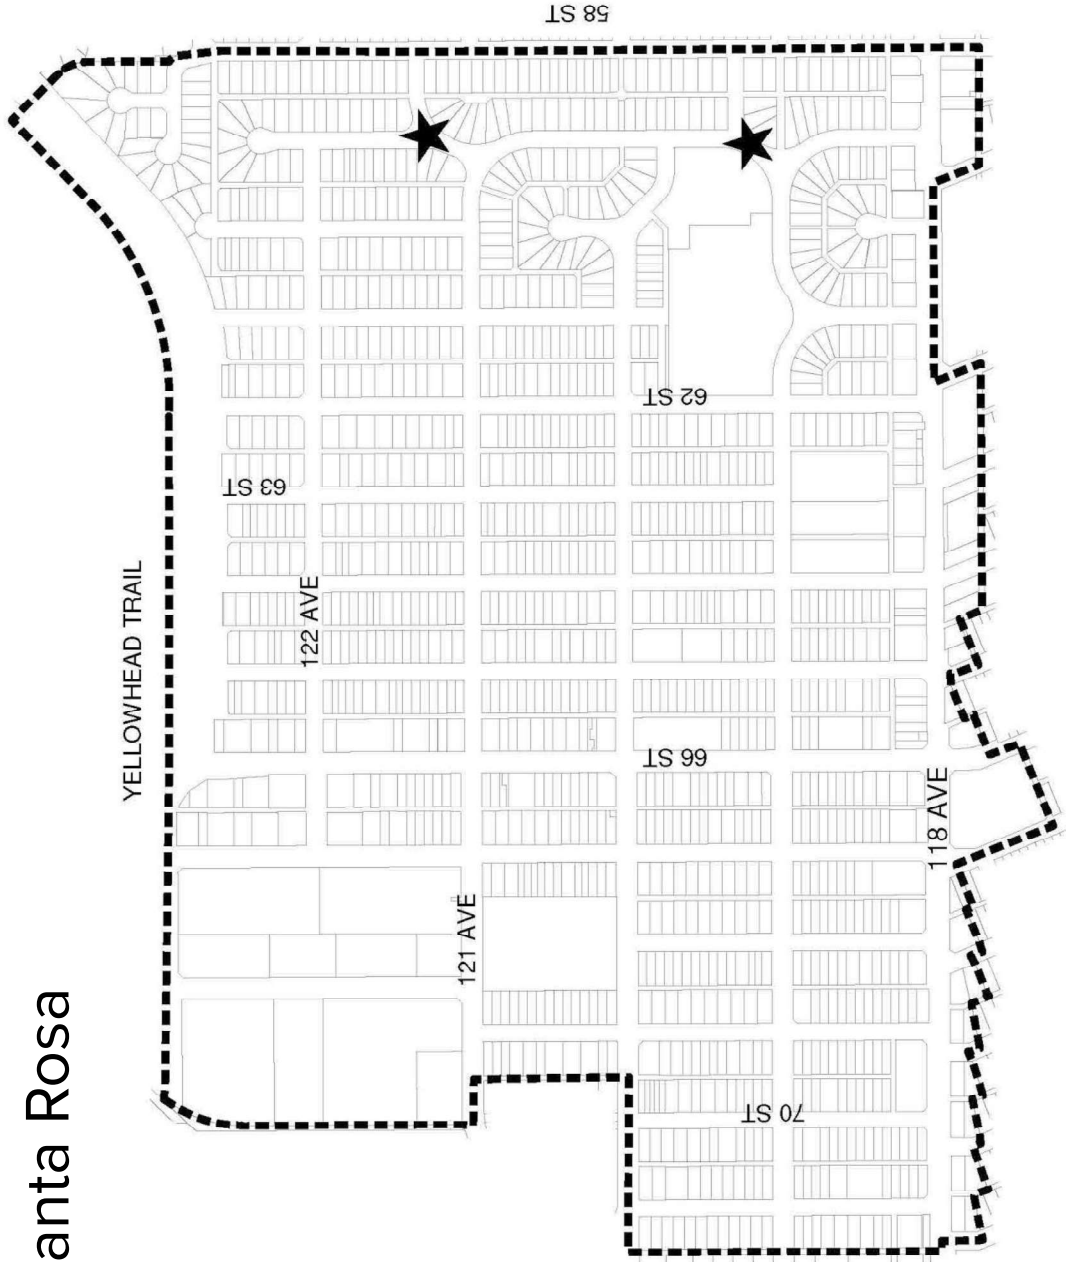 anta Rosa
YELLOWHEAD TRAIL
58 ST
62 ST
63 ST
122 AVE
66 ST
118 AVE
121 AVE
70 ST